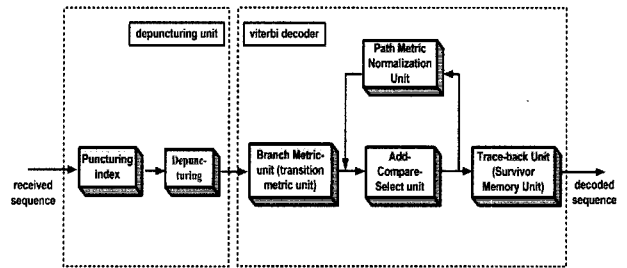 depuncturing unit
viterbi decoder
Path Metric
Normalization
Unit
received
sequence
Puncturing
index
Depunc-
turing
Branch Metric-
unit (transition
metric unit)
Add-
Compare-
Select unit
Trace-back Unit
(Survivor
Memory Unit)
decoded
sequence